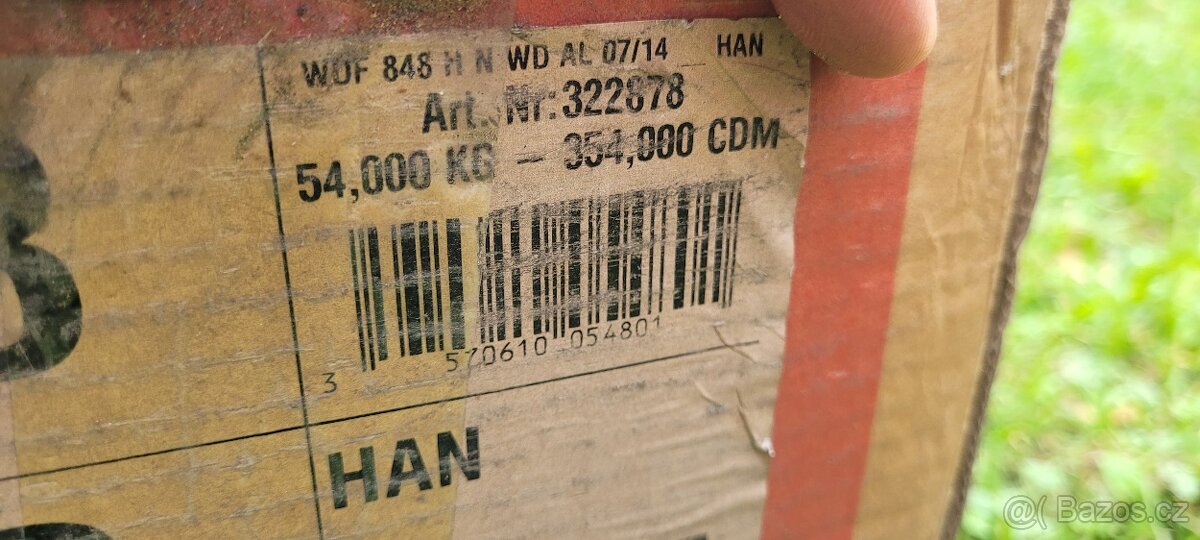 WDF 848 H N WD AL 07/14 HAN
Art. Nr:322878
54,000 KG - 354,000 CDM
3 570610 054801
HAN
@( Bazos.cz